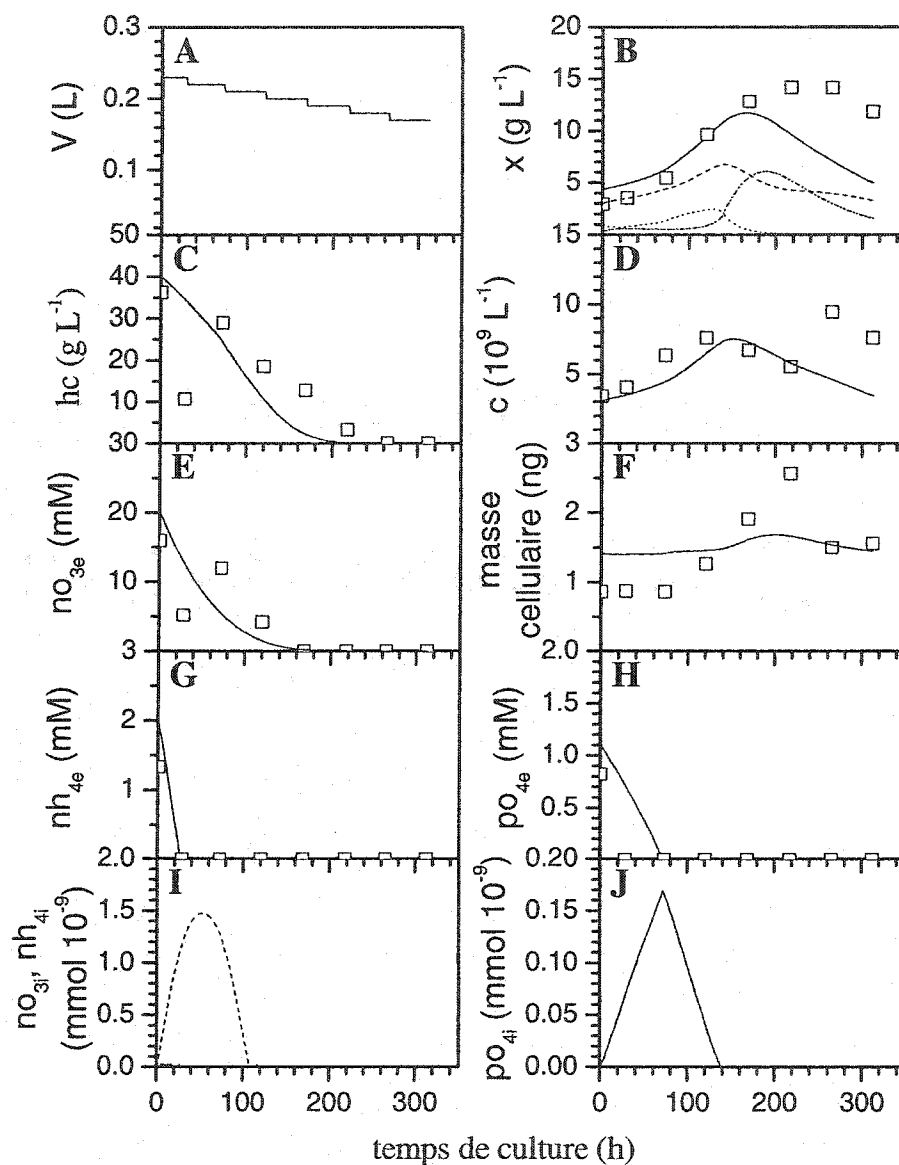 0.3
A
0.2
V (L)
0.1
50
20
B
15
x (g L⁻¹)
10
5
15
C
40
30
hc (g L⁻¹)
20
10
30
D
10
c (10⁹ L⁻¹)
5
3
E
20
no₃ₑ (mM)
10
3
F
2
masse
cellulaire (ng)
1
2.0
G
2
nh₄ₑ (mM)
1
2.0
H
1.5
po₄ₑ (mM)
1.0
0.5
0.20
I
1.5
no₃ᵢ, nh₄ᵢ
(mmol 10⁻⁹)
1.0
0.5
0.0
J
0.15
po₄ᵢ (mmol 10⁻⁹)
0.10
0.05
0.00
0 100 200 300
0 100 200 300
temps de culture (h)